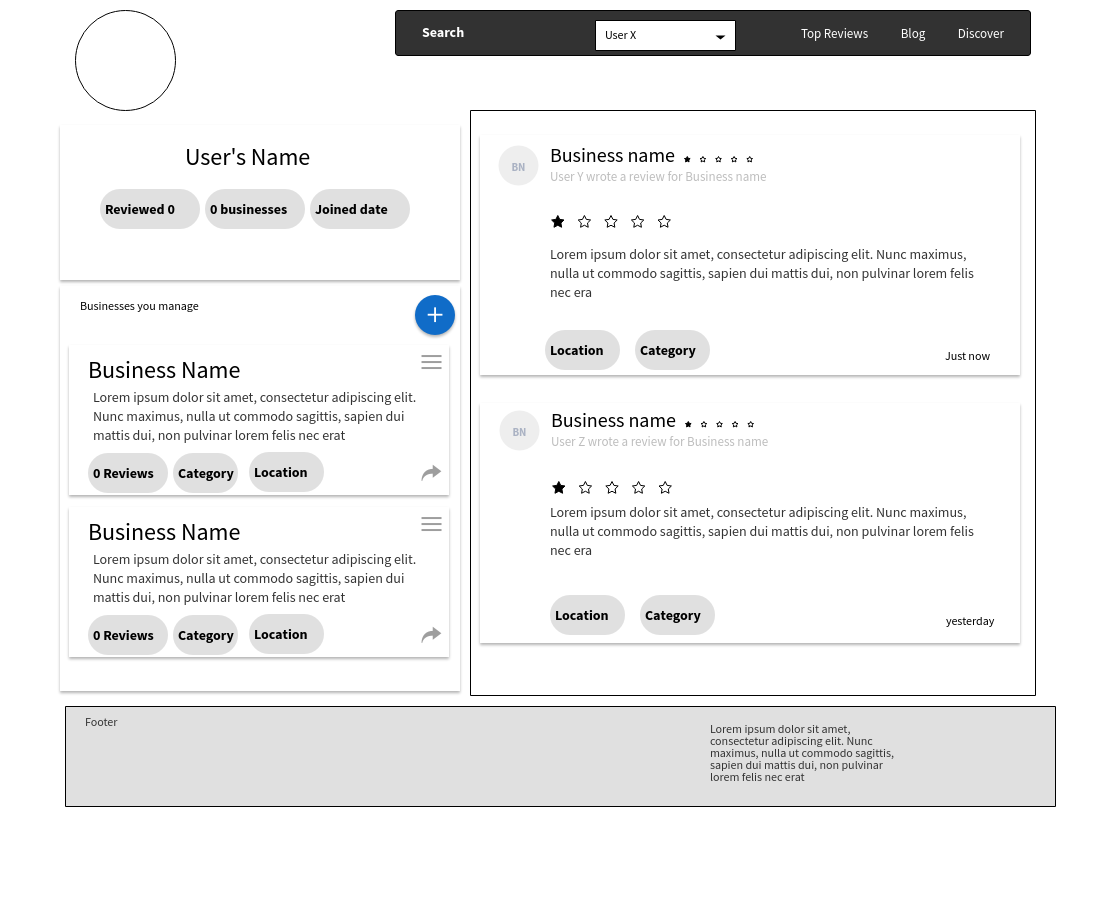 Search
User X
Top Reviews
Blog
Discover
User's Name
Reviewed 0
0 businesses
Joined date
Businesses you manage
Business Name
Lorem ipsum dolor sit amet, consectetur adipiscing elit.
Nunc maximus, nulla ut commodo sagittis, sapien dui
mattis dui, non pulvinar lorem felis nec erat
0 Reviews
Category
Location
Business Name
Lorem ipsum dolor sit amet, consectetur adipiscing elit.
Nunc maximus, nulla ut commodo sagittis, sapien dui
mattis dui, non pulvinar lorem felis nec erat
0 Reviews
Category
Location
BN
Business name
User Y wrote a review for Business name
Lorem ipsum dolor sit amet, consectetur adipiscing elit. Nunc maximus,
nulla ut commodo sagittis, sapien dui mattis dui, non pulvinar lorem felis
nec era
Location
Category
Just now
BN
Business name
User Z wrote a review for Business name
Lorem ipsum dolor sit amet, consectetur adipiscing elit. Nunc maximus,
nulla ut commodo sagittis, sapien dui mattis dui, non pulvinar lorem felis
nec era
Location
Category
yesterday
Footer
Lorem ipsum dolor sit amet,
consectetur adipiscing elit. Nunc
maximus, nulla ut commodo sagittis,
sapien dui mattis dui, non pulvinar
lorem felis nec erat